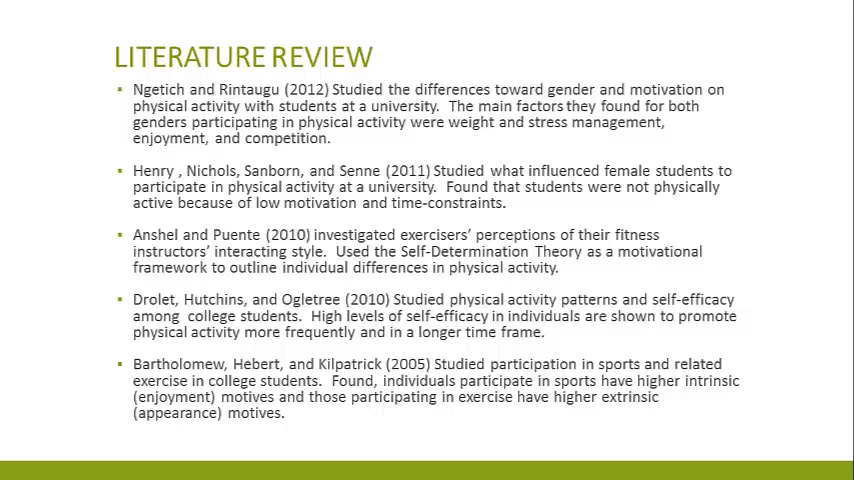 LITERATURE REVIEW
▪ Ngetich and Rintaugu (2012) Studied the differences toward gender and motivation on
physical activity with students at a university.  The main factors they found for both
genders participating in physical activity were weight and stress management,
enjoyment, and competition.
▪ Henry , Nichols, Sanborn, and Senne (2011) Studied what influenced female students to
participate in physical activity at a university.  Found that students were not physically
active because of low motivation and time-constraints.
▪ Anshel and Puente (2010) investigated exercisers’ perceptions of their fitness
instructors’ interacting style.  Used the Self-Determination Theory as a motivational
framework to outline individual differences in physical activity.
▪ Drolet, Hutchins, and Ogletree (2010) Studied physical activity patterns and self-efficacy
among college students.  High levels of self-efficacy in individuals are shown to promote
physical activity more frequently and in a longer time frame.
▪ Bartholomew, Hebert, and Kilpatrick (2005) Studied participation in sports and related
exercise in college students.  Found, individuals participate in sports have higher intrinsic
(enjoyment) motives and those participating in exercise have higher extrinsic
(appearance) motives.